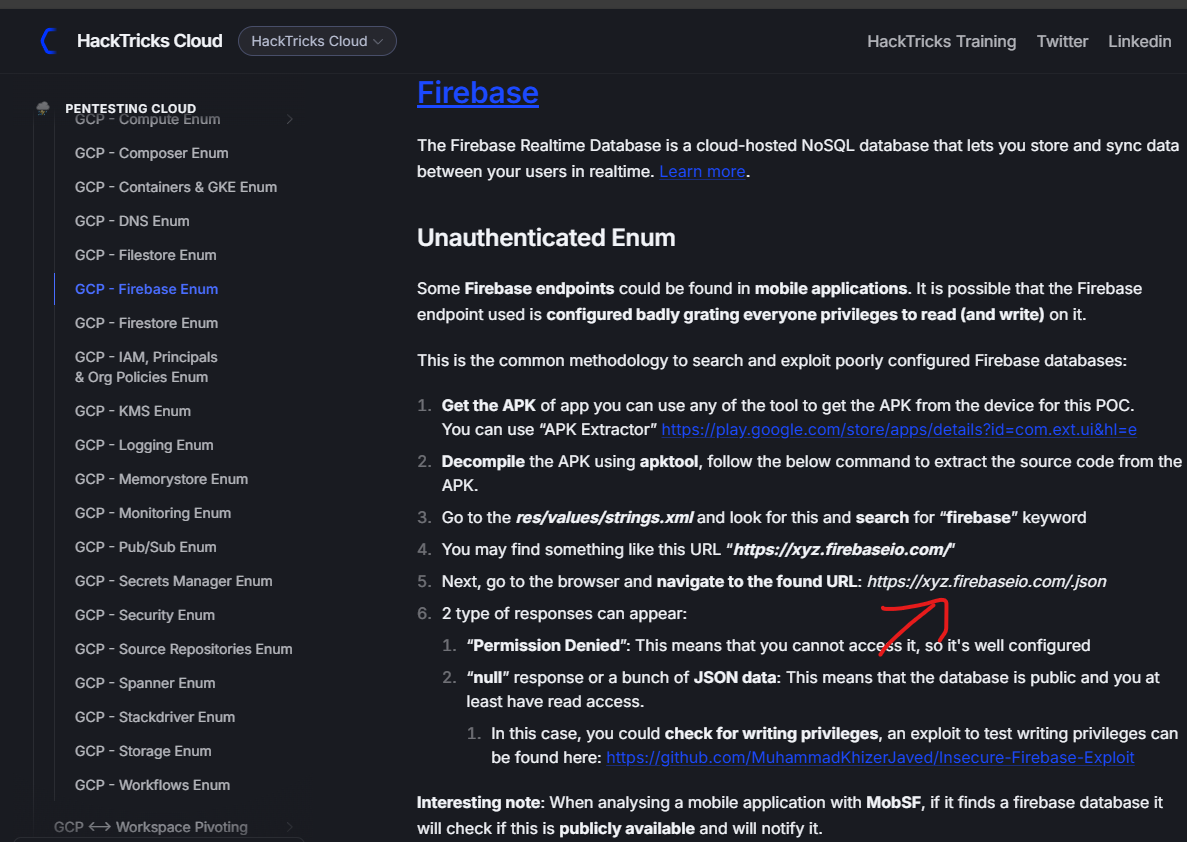 HackTricks Cloud
HackTricks Cloud
HackTricks Training
Twitter
Linkedin
PENTESTING CLOUD
GCP - Compute Enum
GCP - Composer Enum
GCP - Containers & GKE Enum
GCP - DNS Enum
GCP - Filestore Enum
GCP - Firebase Enum
GCP - Firestore Enum
GCP - IAM, Principals
& Org Policies Enum
GCP - KMS Enum
GCP - Logging Enum
GCP - Memorystore Enum
GCP - Monitoring Enum
GCP - Pub/Sub Enum
GCP - Secrets Manager Enum
GCP - Security Enum
GCP - Source Repositories Enum
GCP - Spanner Enum
GCP - Stackdriver Enum
GCP - Storage Enum
GCP - Workflows Enum
GCP <--> Workspace Pivoting
Firebase
The Firebase Realtime Database is a cloud-hosted NoSQL database that lets you store and sync data
between your users in realtime. Learn more.
Unauthenticated Enum
Some Firebase endpoints could be found in mobile applications. It is possible that the Firebase
endpoint used is configured badly grating everyone privileges to read (and write) on it.
This is the common methodology to search and exploit poorly configured Firebase databases:
1. Get the APK of app you can use any of the tool to get the APK from the device for this POC.
You can use “APK Extractor” https://play.google.com/store/apps/details?id=com.ext.ui&hl=e
2. Decompile the APK using apktool, follow the below command to extract the source code from the
APK.
3. Go to the res/values/strings.xml and look for this and search for “firebase” keyword
4. You may find something like this URL “https://xyz.firebaseio.com/”
5. Next, go to the browser and navigate to the found URL: https://xyz.firebaseio.com/.json
6. 2 type of responses can appear:
1. “Permission Denied”: This means that you cannot access it, so it's well configured
2. “null” response or a bunch of JSON data: This means that the database is public and you at
least have read access.
1. In this case, you could check for writing privileges, an exploit to test writing privileges can
be found here: https://github.com/MuhammadKhizerJaved/Insecure-Firebase-Exploit
Interesting note: When analysing a mobile application with MobSF, if it finds a firebase database it
will check if this is publicly available and will notify it.